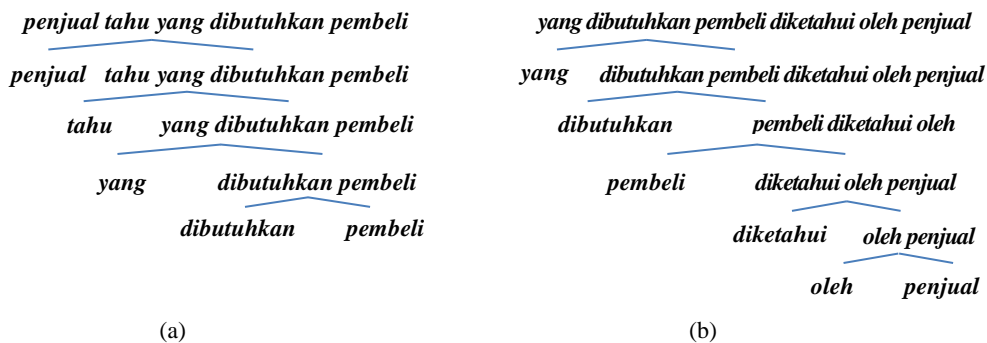 penjual tahu yang dibutuhkan pembeli
penjual tahu yang dibutuhkan pembeli
tahu yang dibutuhkan pembeli
yang dibutuhkan pembeli
dibutuhkan pembeli
(a)
yang dibutuhkan pembeli diketahui oleh penjual
yang dibutuhkan pembeli diketahui oleh penjual
dibutuhkan pembeli diketahui oleh
pembeli diketahui oleh penjual
diketahui oleh penjual
oleh penjual
(b)